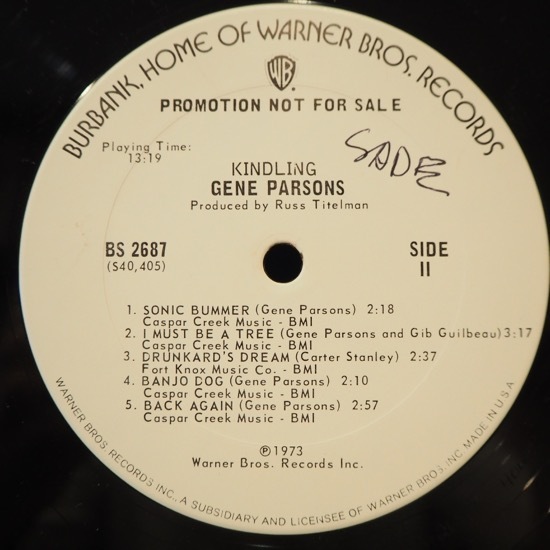 BURBANK, HOME OF WARNER BROS. RECORDS
WB
PROMOTION NOT FOR SALE
Playing Time:
13:19
SADE
KINDLING
GENE PARSONS
Produced by Russ Titelman
BS 2687
(S40,405)
SIDE
II
1. SONIC BUMMER (Gene Parsons) 2:18
Caspar Creek Music - BMI
2. I MUST BE A TREE (Gene Parsons and Gib Guilbeau) 3:17
Caspar Creek Music - BMI
3. DRUNKARD'S DREAM (Carter Stanley) 2:37
Fort Knox Music Co. - BMI
4. BANJO DOG (Gene Parsons) 2:10
Caspar Creek Music - BMI
5. BACK AGAIN (Gene Parsons) 2:57
Caspar Creek Music - BMI
℗ 1973
Warner Bros. Records Inc.
WARNER BROS. RECORDS INC., A SUBSIDIARY AND LICENSEE OF WARNER BROS., INC. MADE IN U.S.A.